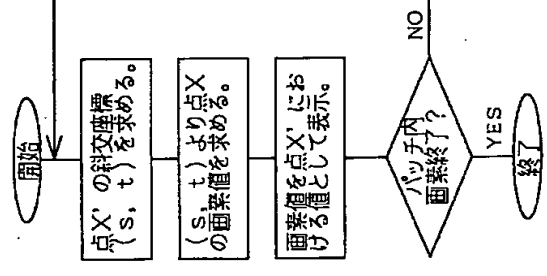 開始
点X'の斜交座標
(s, t)を求める。
(s, t)より点X
の画素値を求める。
画素値を点X'にお
ける値として表示。
パッチ内
画素終了?
NO
YES
終了